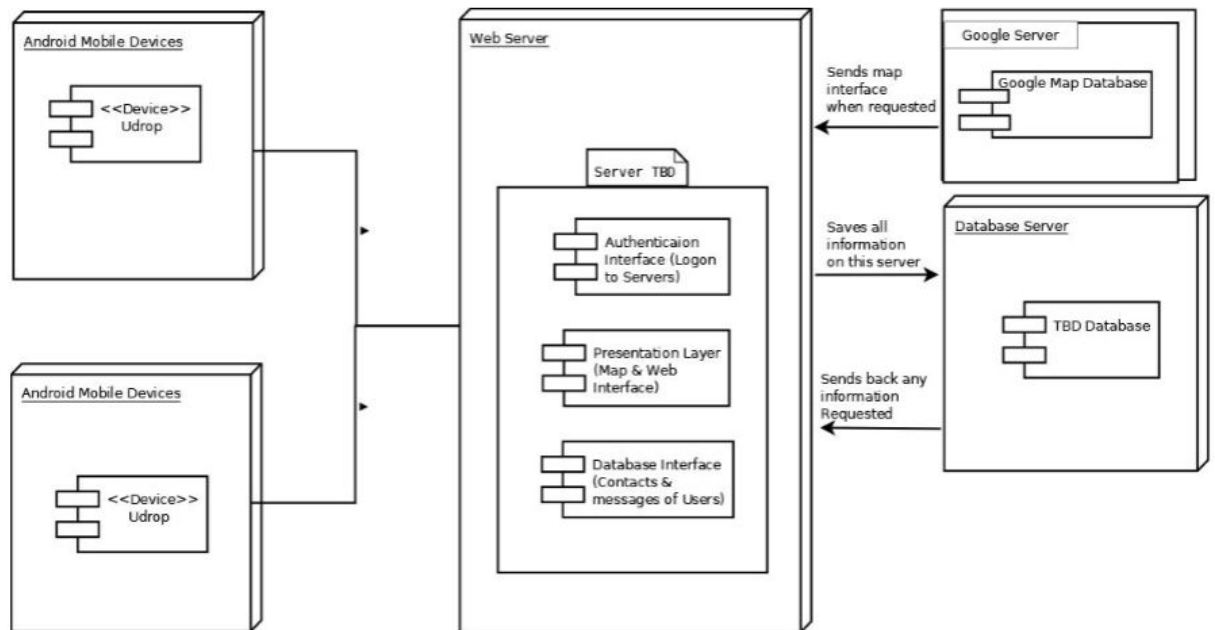 Android Mobile Devices
<<Device>>
Udrop
Android Mobile Devices
<<Device>>
Udrop
Web Server
Server TBD
Authenticaion
Interface (Logon
to Servers)
Presentation Layer
(Map & Web
Interface)
Database Interface
(Contacts &
messages of Users)
Sends map
interface
when requested
Saves all
information
on this server
Sends back any
information
Requested
Google Server
Google Map Database
Database Server
TBD Database